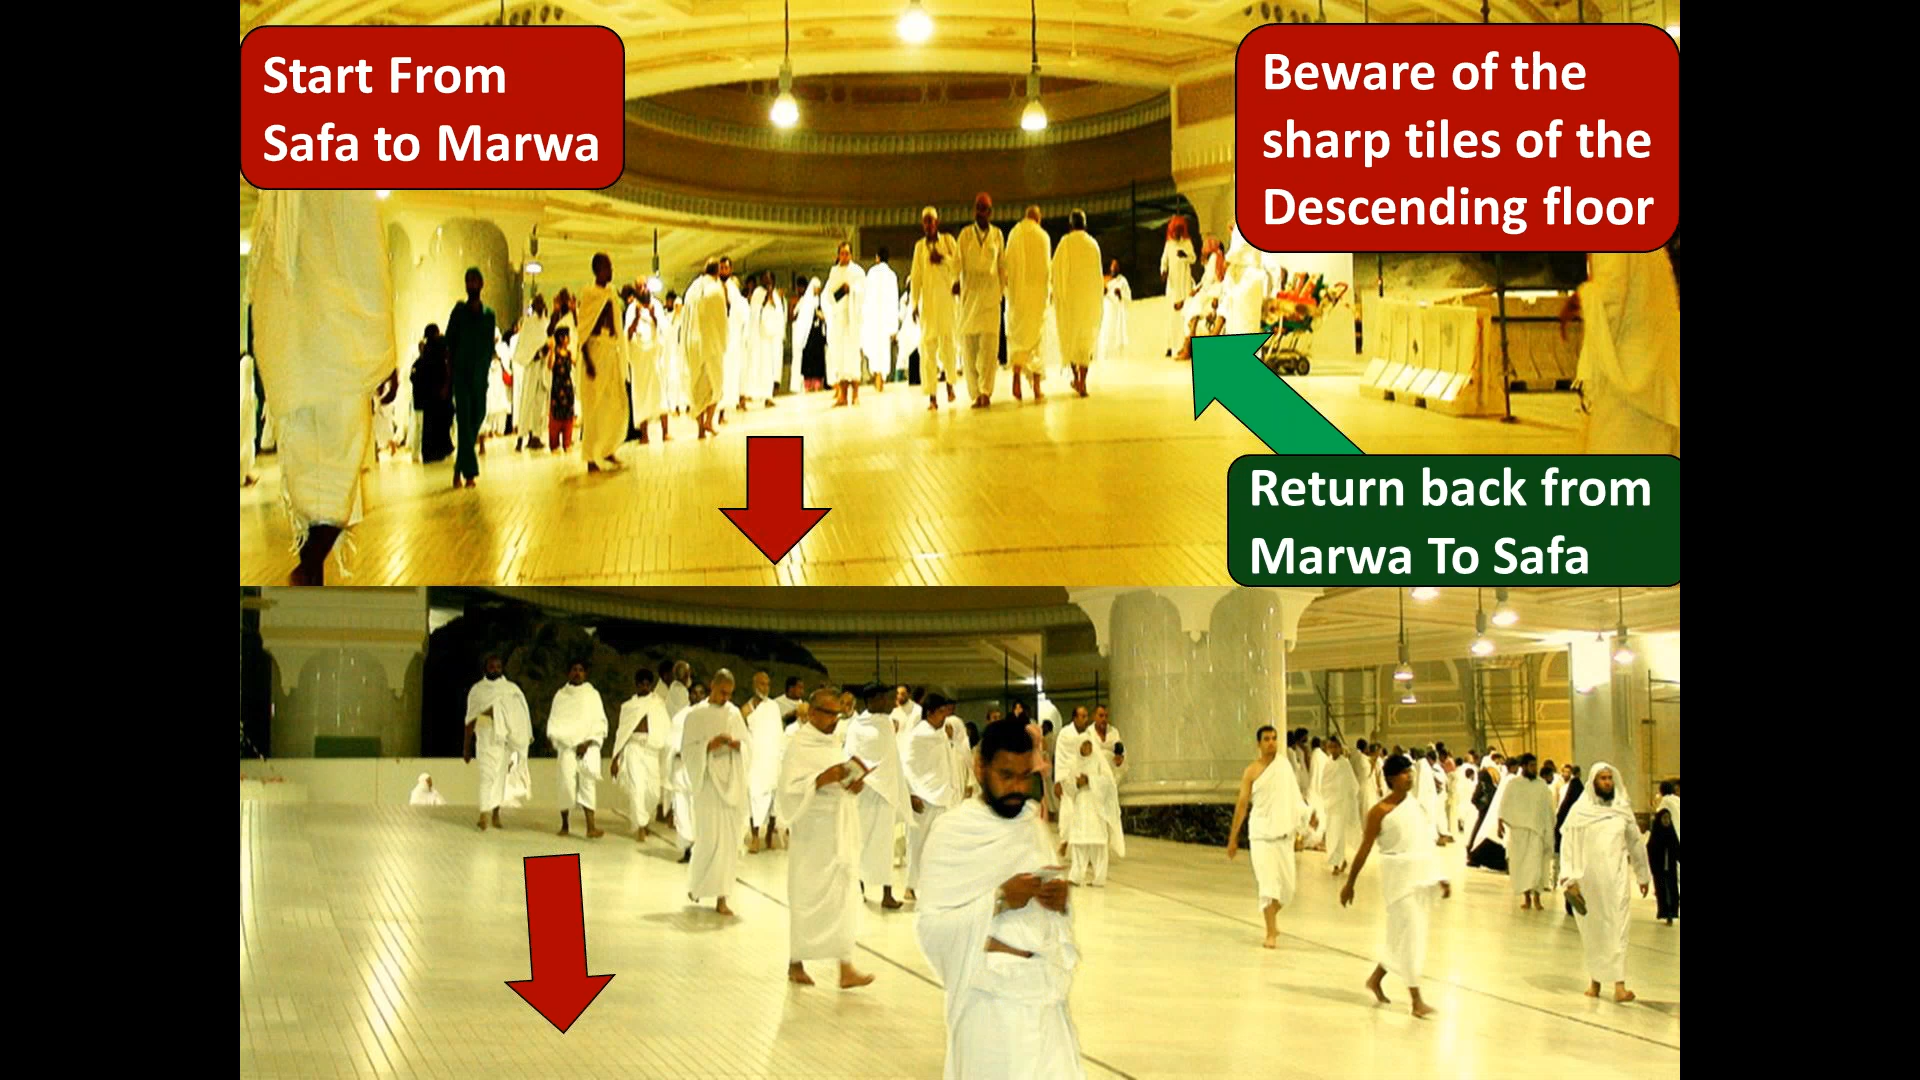 Start From
Safa to Marwa
Beware of the
sharp tiles of the
Descending floor
Return back from
Marwa To Safa